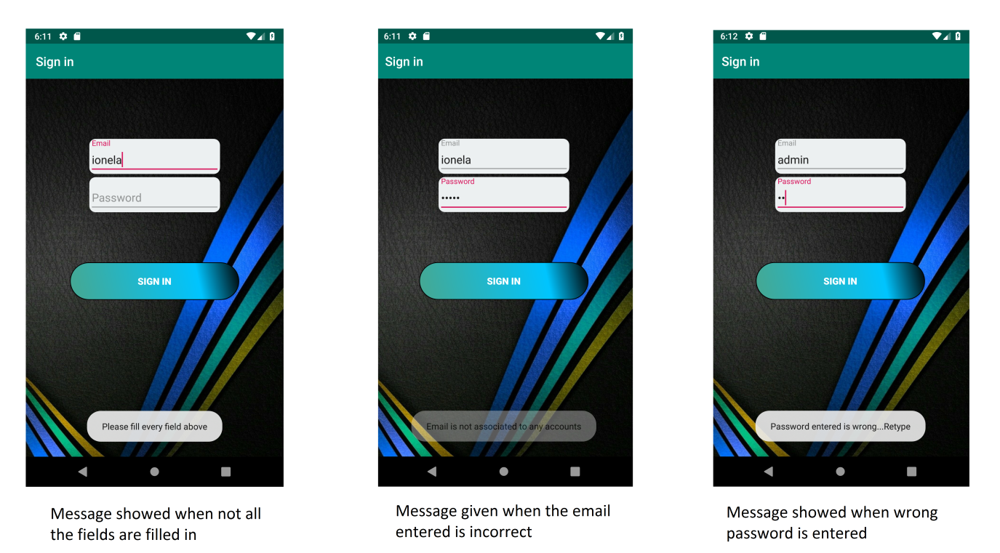 6:11
Sign in
Email
ionela
Password
SIGN IN
Please fill every field above
Message showed when not all
the fields are filled in
6:11
Sign in
Email
ionela
Password
•••••
SIGN IN
Email is not associated to any accounts
Message given when the email
entered is incorrect
6:12
Sign in
Email
admin
Password
••
SIGN IN
Password entered is wrong...Retype
Message showed when wrong
password is entered